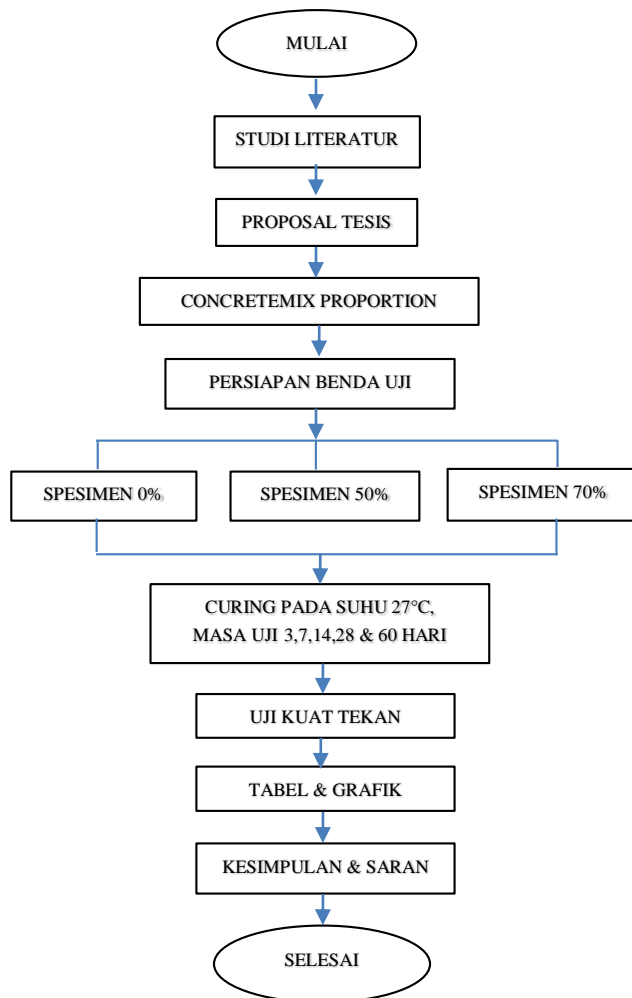 MULAI
STUDI LITERATUR
PROPOSAL TESIS
CONCRETEMIX PROPORTION
PERSIAPAN BENDA UJI
SPESIMEN 0%
SPESIMEN 50%
SPESIMEN 70%
CURING PADA SUHU 27°C,
MASA UJI 3,7,14,28 & 60 HARI
UJI KUAT TEKAN
TABEL & GRAFIK
KESIMPULAN & SARAN
SELESAI